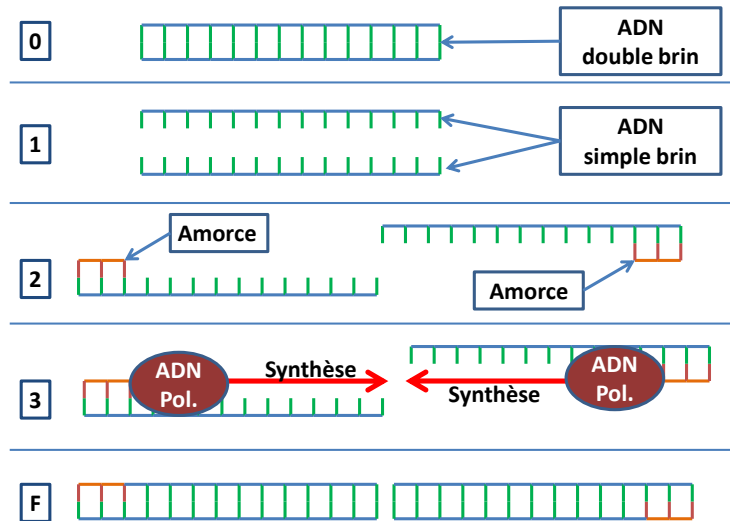 0
ADN
double brin
1
ADN
simple brin
2
Amorce
Amorce
3
ADN
Pol.
Synthèse
Synthèse
ADN
Pol.
F